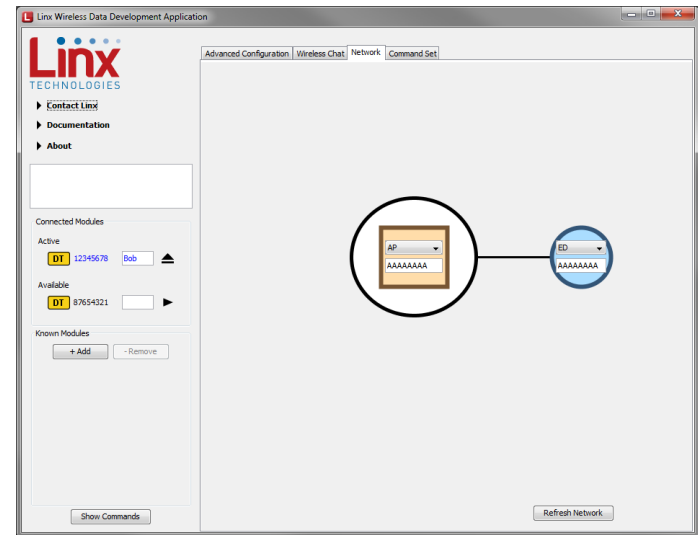 Linx Wireless Data Development Application
Linx
TECHNOLOGIES
Contact Linx
Documentation
About
Connected Modules
Active
DT 12345678 Bob
Available
DT 87654321
Known Modules
+ Add - Remove
Show Commands
Advanced Configuration Wireless Chat Network Command Set
AP
AAAAAAAA
ED
AAAAAAAA
Refresh Network